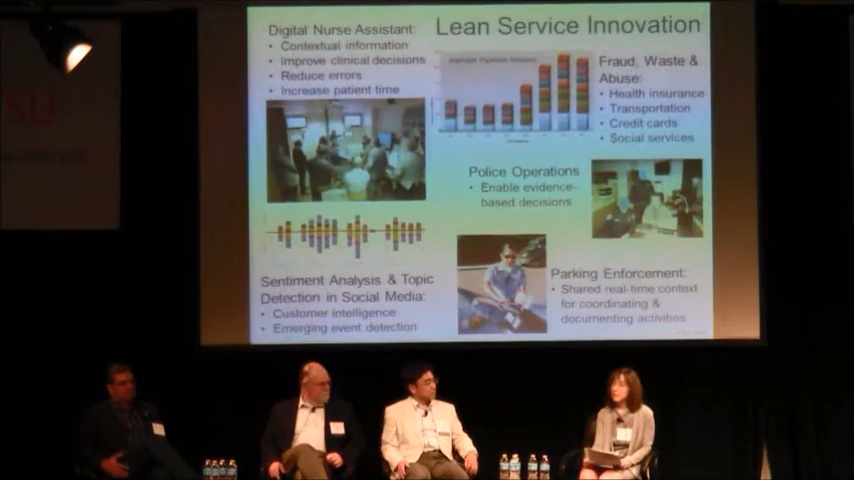 Lean Service Innovation
Digital Nurse Assistant:
• Contextual information
• Improve clinical decisions
• Reduce errors
• Increase patient time
Fraud, Waste &
Abuse:
• Health insurance
• Transportation
• Credit cards
• Social services
Police Operations
• Enable evidence-
based decisions
Sentiment Analysis & Topic
Detection in Social Media:
• Customer intelligence
• Emerging event detection
Parking Enforcement:
• Shared real-time context
for coordinating &
documenting activities